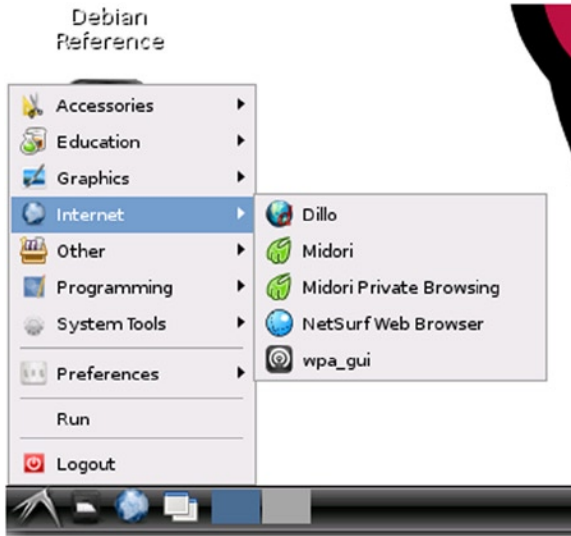 Debian
Reference
Accessories
Education
Graphics
Internet
Other
Programming
System Tools
Preferences
Run
Logout
Dillo
Midori
Midori Private Browsing
NetSurf Web Browser
wpa_gui